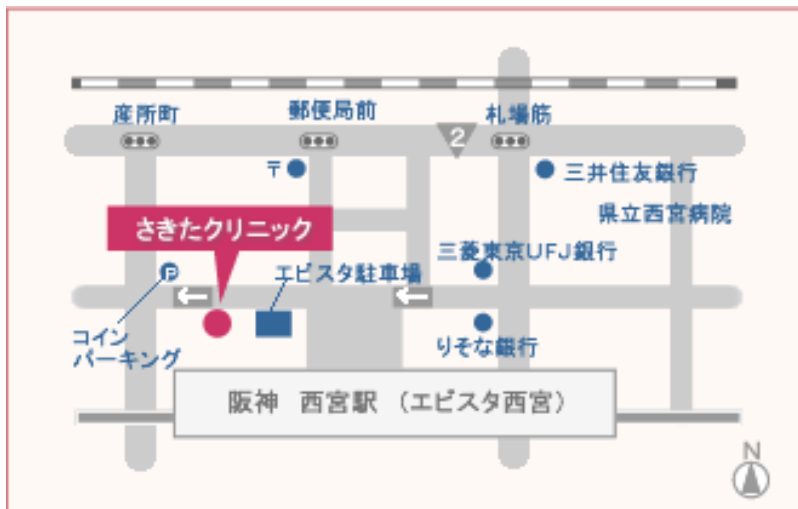 産所町
郵便局前
2
札場筋
〒
三井住友銀行
県立西宮病院
さきたクリニック
三菱東京UFJ銀行
P
エビスタ駐車場
コイン
パーキング
りそな銀行
阪神 西宮駅 (エビスタ西宮)
N